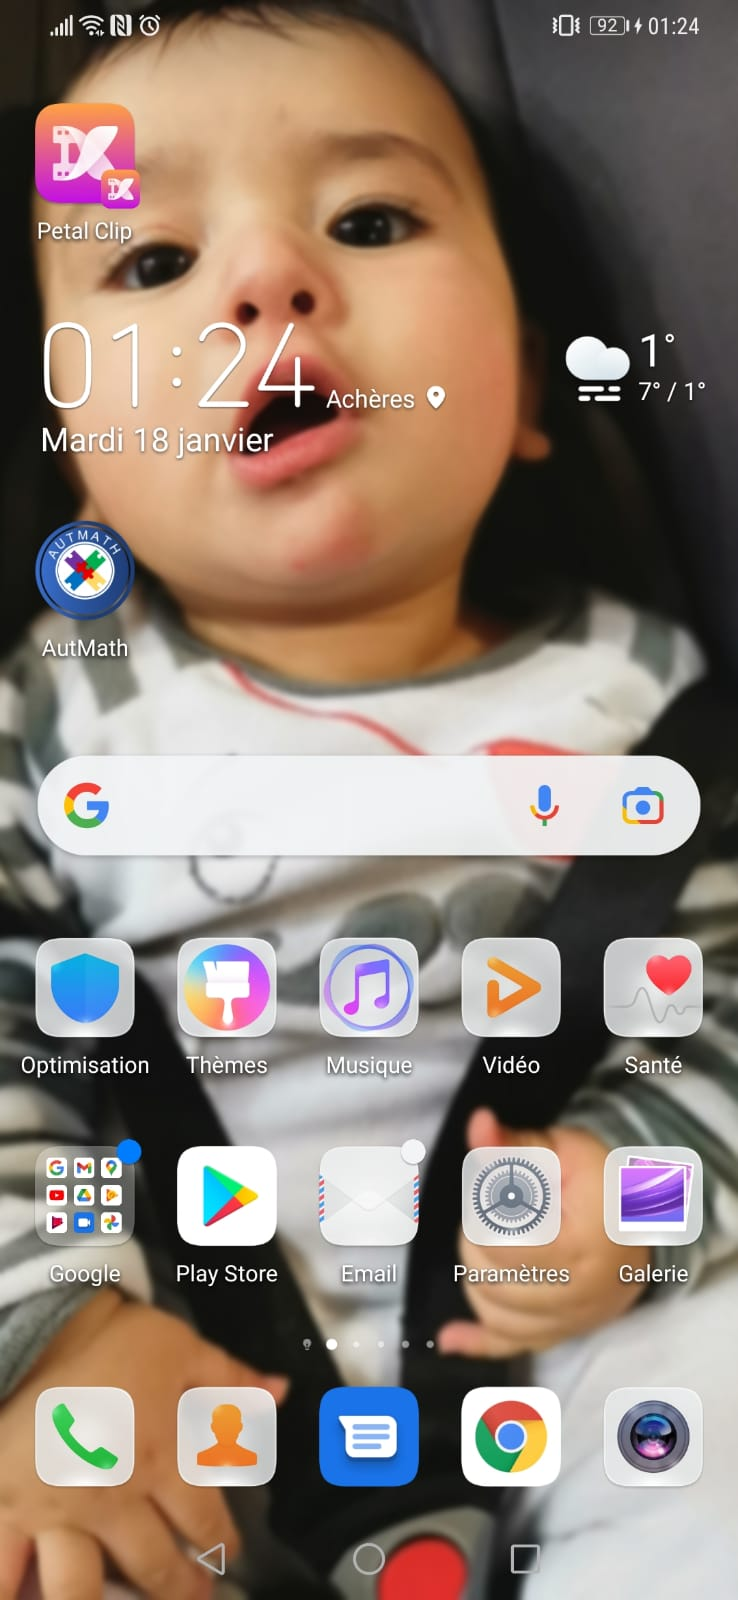 92 01:24
Petal Clip
01:24 Achères
1°
7° / 1°
Mardi 18 janvier
AUTMATH
AutMath
Optimisation Thèmes Musique Vidéo Santé
Google Play Store Email Paramètres Galerie